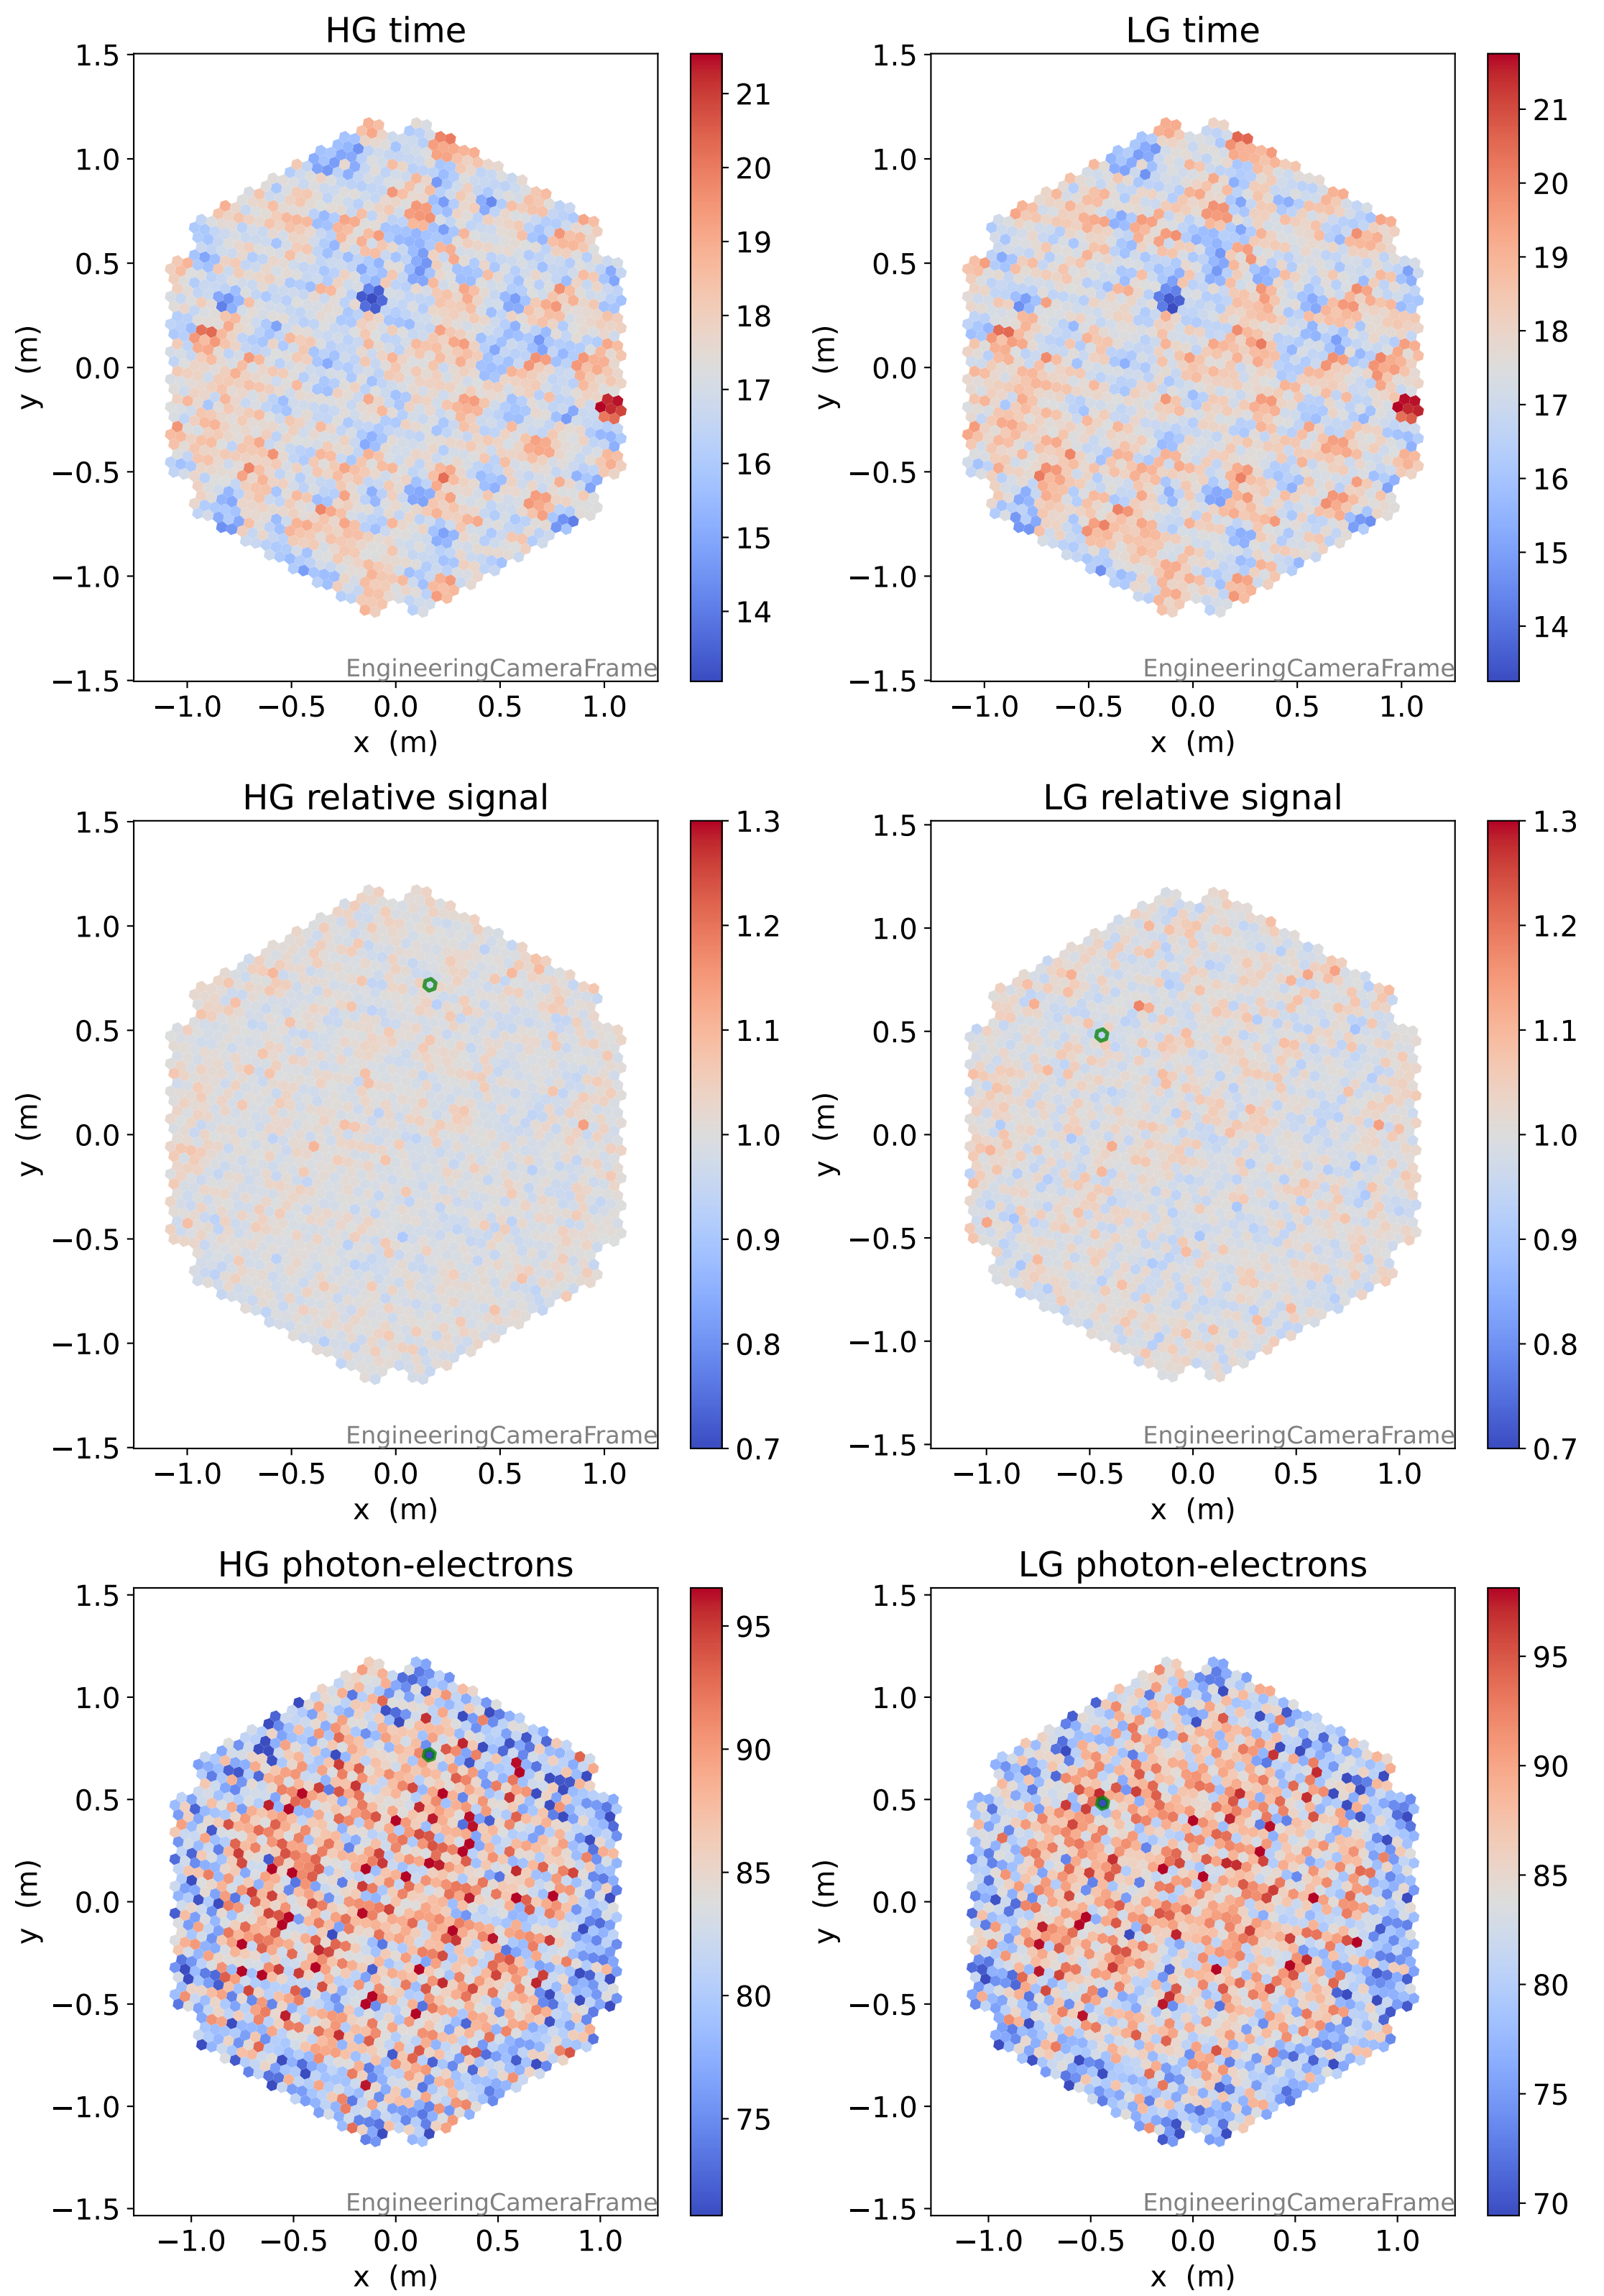 HG time
1.5
1.0
0.5
0.0
−0.5
−1.0
−1.5
y (m)
−1.0 −0.5 0.0 0.5 1.0
x (m)
EngineeringCameraFrame
21
20
19
18
17
16
15
14
LG time
1.5
1.0
0.5
0.0
−0.5
−1.0
−1.5
y (m)
−1.0 −0.5 0.0 0.5 1.0
x (m)
EngineeringCameraFrame
21
20
19
18
17
16
15
14
HG relative signal
1.5
1.0
0.5
0.0
−0.5
−1.0
−1.5
y (m)
−1.0 −0.5 0.0 0.5 1.0
x (m)
EngineeringCameraFrame
1.3
1.2
1.1
1.0
0.9
0.8
0.7
LG relative signal
1.5
1.0
0.5
0.0
−0.5
−1.0
−1.5
y (m)
−1.0 −0.5 0.0 0.5 1.0
x (m)
EngineeringCameraFrame
1.3
1.2
1.1
1.0
0.9
0.8
0.7
HG photon-electrons
1.5
1.0
0.5
0.0
−0.5
−1.0
−1.5
y (m)
−1.0 −0.5 0.0 0.5 1.0
x (m)
EngineeringCameraFrame
95
90
85
80
75
LG photon-electrons
1.5
1.0
0.5
0.0
−0.5
−1.0
−1.5
y (m)
−1.0 −0.5 0.0 0.5 1.0
x (m)
EngineeringCameraFrame
95
90
85
80
75
70